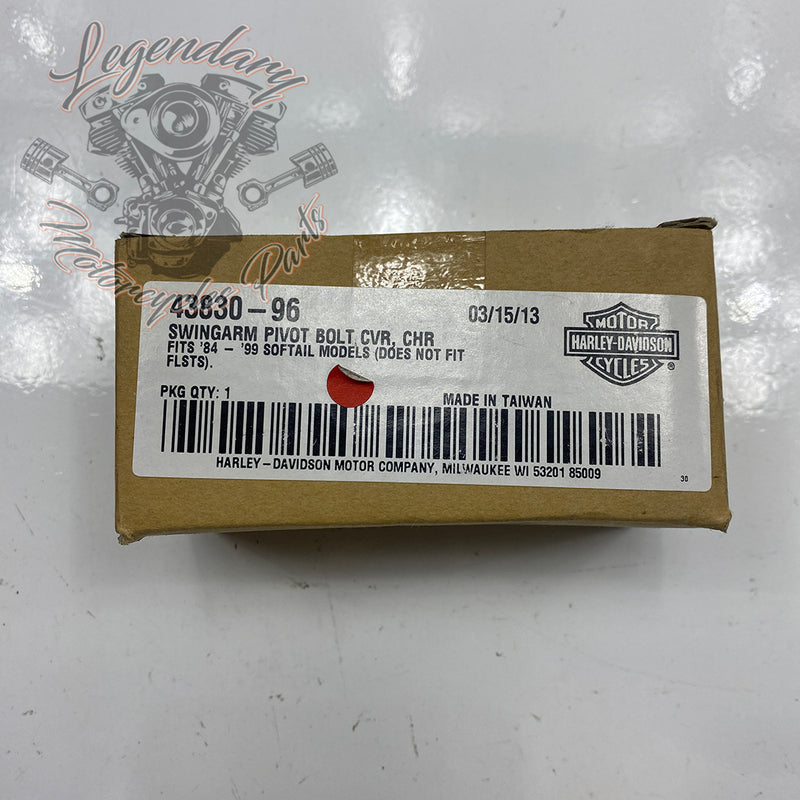 Legendary
Motorcycles Parts
43830-96
03/15/13
SWINGARM PIVOT BOLT CVR, CHR
FITS '84 - '99 SOFTAIL MODELS (DOES NOT FIT
FLSTS).
MOTOR
HARLEY-DAVIDSON
CYCLES
®
PKG QTY: 1
MADE IN TAIWAN
HARLEY-DAVIDSON MOTOR COMPANY, MILWAUKEE WI 53201 85009
30